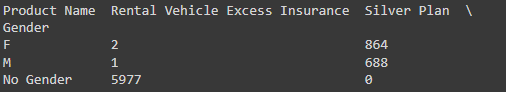 Product Name  Rental Vehicle Excess Insurance  Silver Plan  \
Gender
F             2                                864
M             1                                688
No Gender     5977                             0